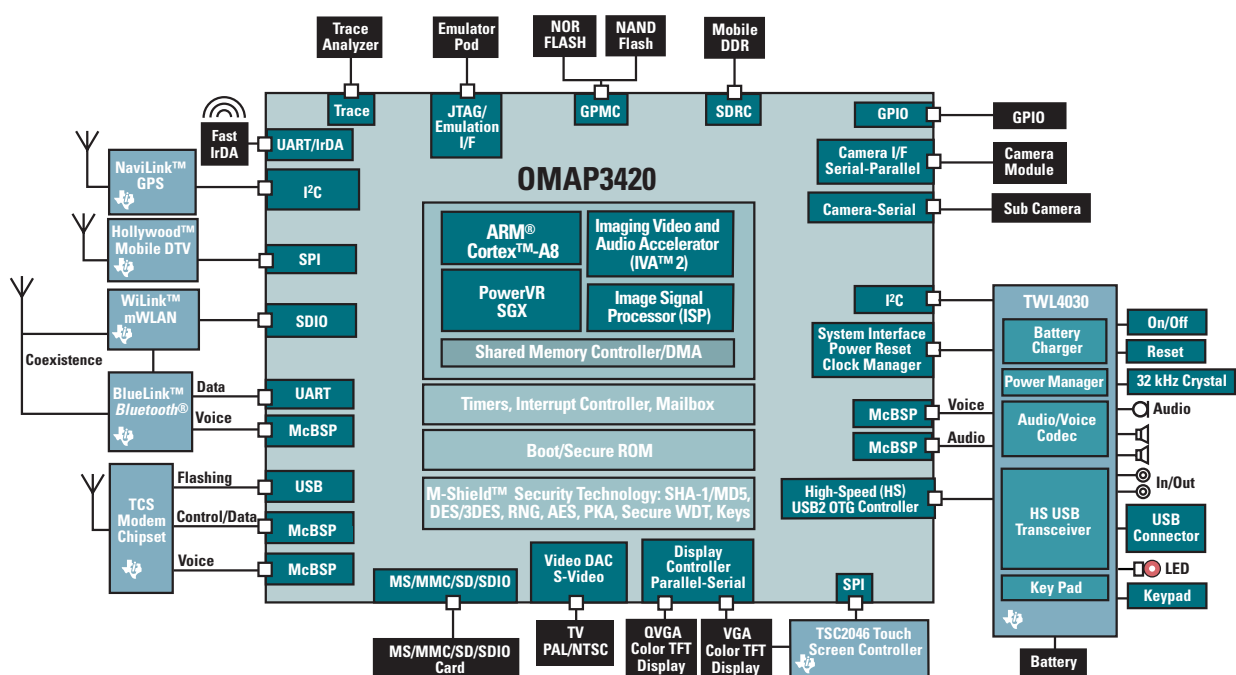 Trace
Analyzer
Emulator
Pod
NOR
FLASH
NAND
Flash
Mobile
DDR
Trace
JTAG/
Emulation
I/F
GPMC
SDRC
GPIO
GPIO
Fast
IrDA
UART/IrDA
Camera I/F
Serial-Parallel
Camera
Module
NaviLink™
GPS
I²C
OMAP3420
Camera-Serial
Sub Camera
Hollywood™
Mobile DTV
SPI
ARM®
Cortex™-A8
Imaging Video and
Audio Accelerator
(IVA™ 2)
PowerVR
SGX
Image Signal
Processor (ISP)
Shared Memory Controller/DMA
WiLink™
mWLAN
SDIO
Coexistence
BlueLink™
Bluetooth®
Data
UART
Voice
McBSP
Timers, Interrupt Controller, Mailbox
Boot/Secure ROM
M-Shield™ Security Technology: SHA-1/MD5,
DES/3DES, RNG, AES, PKA, Secure WDT, Keys
TCS
Modem
Chipset
Flashing
USB
Control/Data
McBSP
Voice
McBSP
I²C
System Interface
Power Reset
Clock Manager
McBSP
Voice
McBSP
Audio
High-Speed (HS)
USB2 OTG Controller
TWL4030
Battery
Charger
Power Manager
Audio/Voice
Codec
HS USB
Transceiver
Key Pad
On/Off
Reset
32 kHz Crystal
Audio
In/Out
USB
Connector
LED
Keypad
Battery
MS/MMC/SD/SDIO
Video DAC
S-Video
Display
Controller
Parallel-Serial
SPI
MS/MMC/SD/SDIO
Card
TV
PAL/NTSC
QVGA
Color TFT
Display
VGA
Color TFT
Display
TSC2046 Touch
Screen Controller